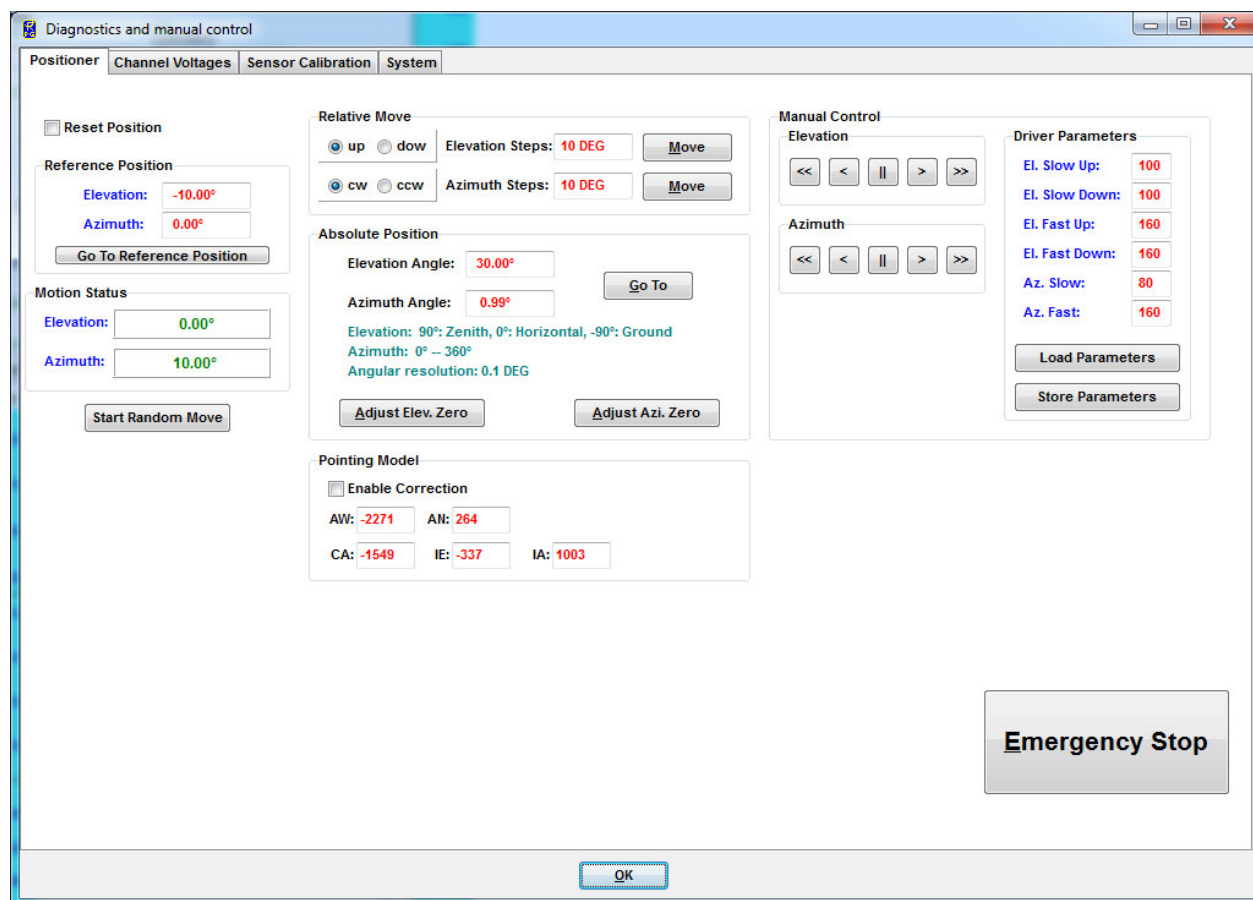 Diagnostics and manual control
Positioner Channel Voltages Sensor Calibration System
Reset Position
Reference Position
Elevation: -10.00°
Azimuth: 0.00°
Go To Reference Position
Motion Status
Elevation: 0.00°
Azimuth: 10.00°
Start Random Move
Relative Move
up dow Elevation Steps: 10 DEG Move
cw ccw Azimuth Steps: 10 DEG Move
Absolute Position
Elevation Angle: 30.00°
Azimuth Angle: 0.99°
Go To
Elevation: 90°: Zenith, 0°: Horizontal, -90°: Ground
Azimuth: 0° -- 360°
Angular resolution: 0.1 DEG
Adjust Elev. Zero Adjust Azi. Zero
Pointing Model
Enable Correction
AW: -2271 AN: 264
CA: -1549 IE: -337 IA: 1003
Manual Control
Elevation
<< < || > >>
Azimuth
<< < || > >>
Driver Parameters
El. Slow Up: 100
El. Slow Down: 100
El. Fast Up: 160
El. Fast Down: 160
Az. Slow: 80
Az. Fast: 160
Load Parameters
Store Parameters
Emergency Stop
OK